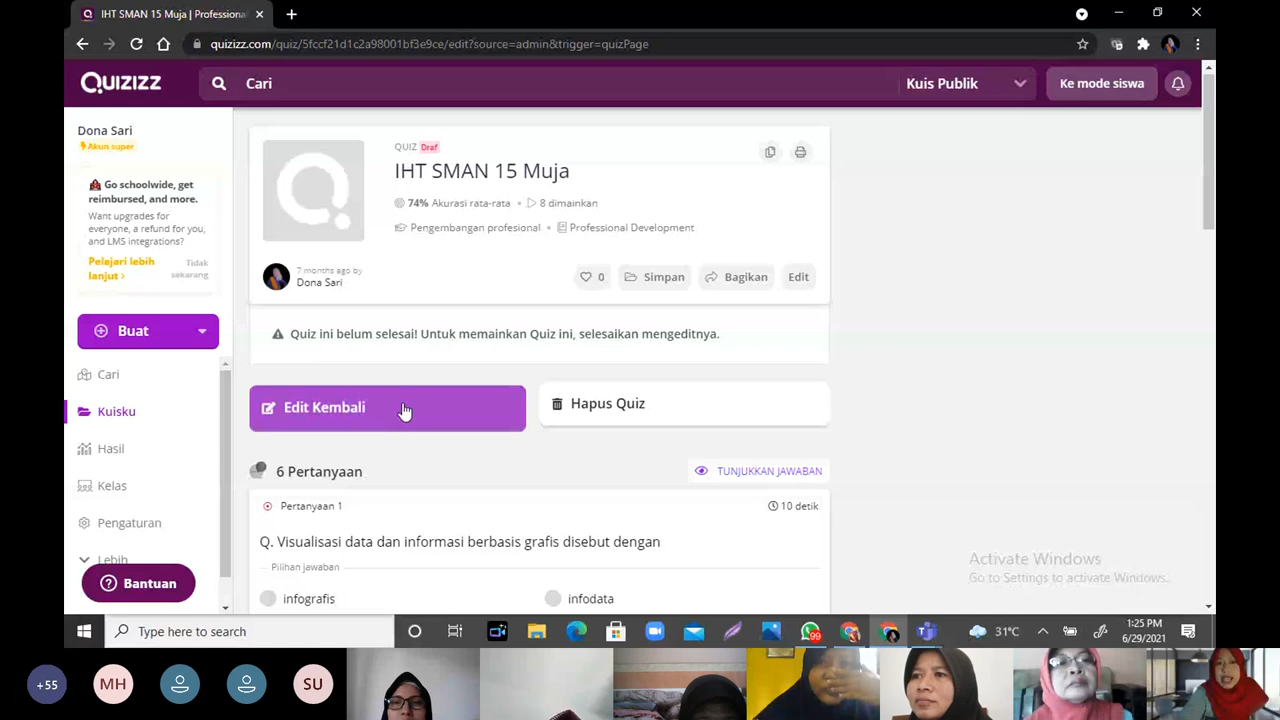 IHT SMAN 15 Muja | Professional
quizizz.com/quiz/5fccf21d1c2a98001bf3e9ce/edit?source=admin&trigger=quizPage
QUIZIZZ
Cari
Kuis Publik
Ke mode siswa
Dona Sari
Akun super
Go schoolwide, get
reimbursed, and more.
Want upgrades for
everyone, a refund for you,
and LMS integrations?
Pelajari lebih
lanjut >
Tidak
sekarang
Buat
Cari
Kuisku
Hasil
Kelas
Pengaturan
Lebih
Bantuan
QUIZ Draf
IHT SMAN 15 Muja
74% Akurasi rata-rata • 8 dimainkan
Pengembangan profesional • Professional Development
7 months ago by
Dona Sari
0
Simpan
Bagikan
Edit
Quiz ini belum selesai! Untuk memainkan Quiz ini, selesaikan mengeditnya.
Edit Kembali
Hapus Quiz
6 Pertanyaan
TUNJUKKAN JAWABAN
Pertanyaan 1
10 detik
Q. Visualisasi data dan informasi berbasis grafis disebut dengan
Pilihan jawaban
infografis
infodata
Activate Windows
Go to Settings to activate Windows.
Type here to search
99
31°C
1:25 PM
6/29/2021
+55
MH
SU